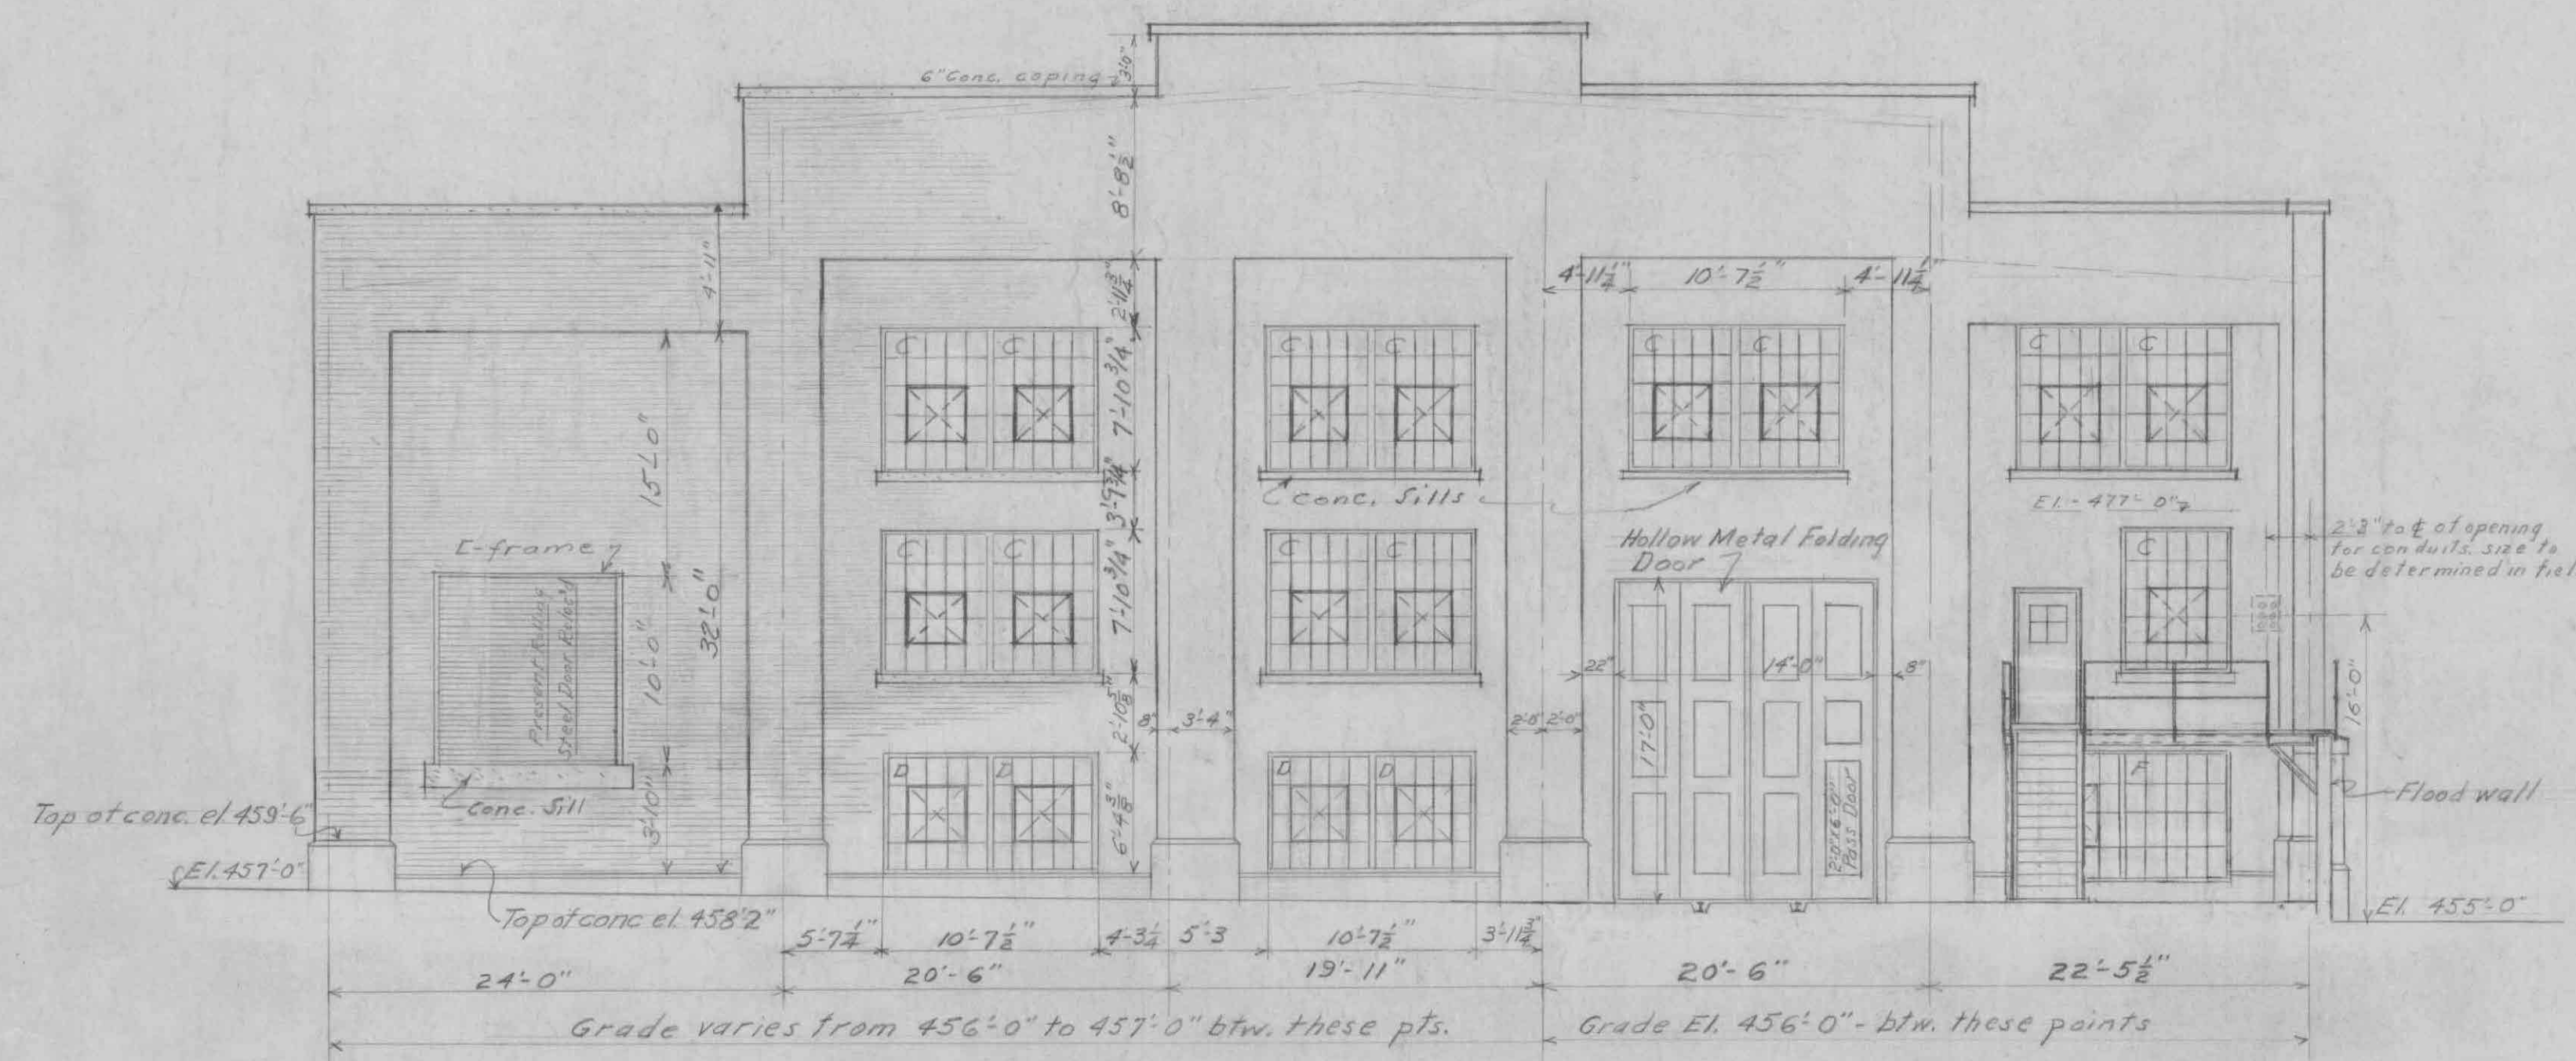 6" Conc. coping
3'-0"
8'-8 1/2"
4'-11"
2'-11 3/4"
4'-11 1/4"
10'-7 1/2"
4'-11 1/4"
C C
C C
C C
C C
7'-10 3/4"
15'-0"
3'-9 3/4"
Conc. Sills
El. - 477'-0"
[-frame
Hollow Metal Folding
Door
2'-3" to ℄ of opening
for conduits, size to
be determined in fiel
C C
C C
C
7'-10 3/4"
Present Rolling
Steel Door Reloc'd
10'-0"
32'-0"
22"
14'-0"
8"
2'-10 5/8"
8"
3'-4"
2'-0"
2'-0"
17'-0"
16'-0"
D D
D D
F
6'-4 3/8"
2'-0"x6'-0"
Pass Door
Flood wall
Conc. Sill
3'-10"
Top of conc. el 459'-6"
El. 457'-0"
Top of conc el. 458'2"
El. 455'-0"
5'-7 1/4"
10'-7 1/2"
4'-3 1/4
5'-3
10'-7 1/2"
3'-11 3/4"
24'-0"
20'-6"
19'-11"
20'-6"
22'-5 1/2"
Grade varies from 456'-0" to 457'-0" btw. these pts.
Grade El. 456'-0" - btw. these points